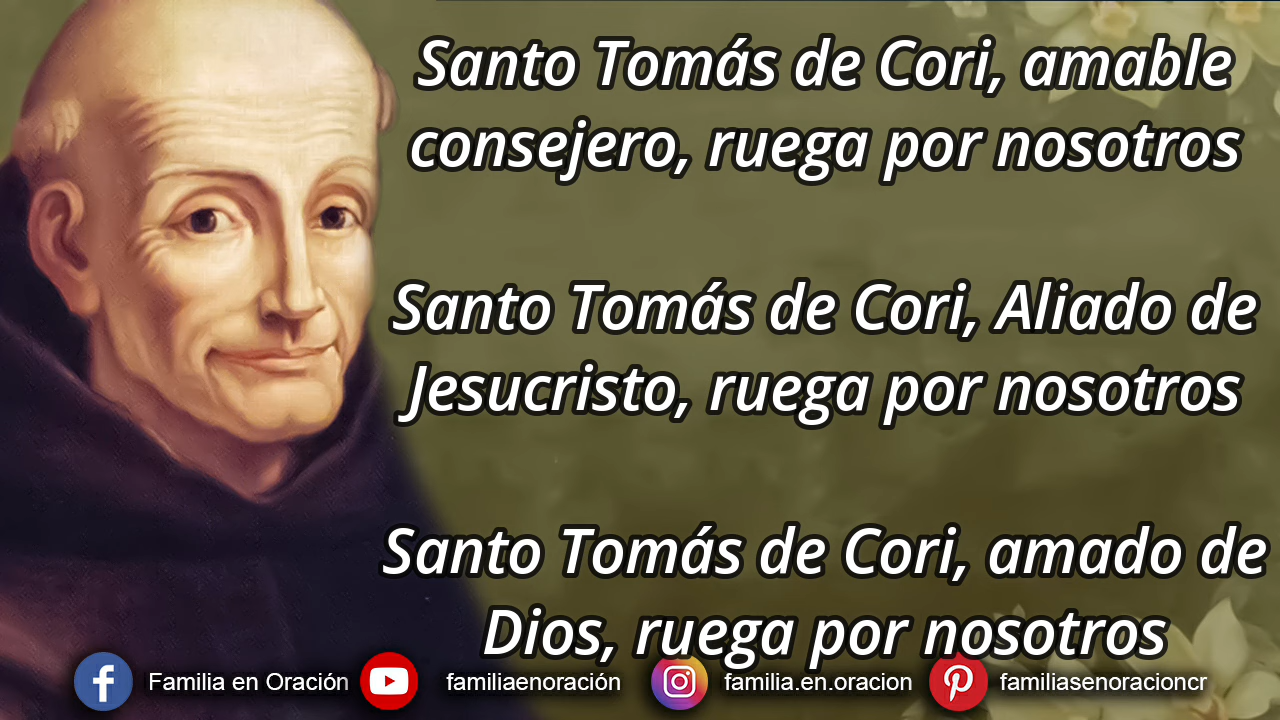 Santo Tomás de Cori, amable
consejero, ruega por nosotros
Santo Tomás de Cori, Aliado de
Jesucristo, ruega por nosotros
Santo Tomás de Cori, amado de
Dios, ruega por nosotros
Familia en Oración
familiaenoración
familia.en.oracion
familiasenoracioncr